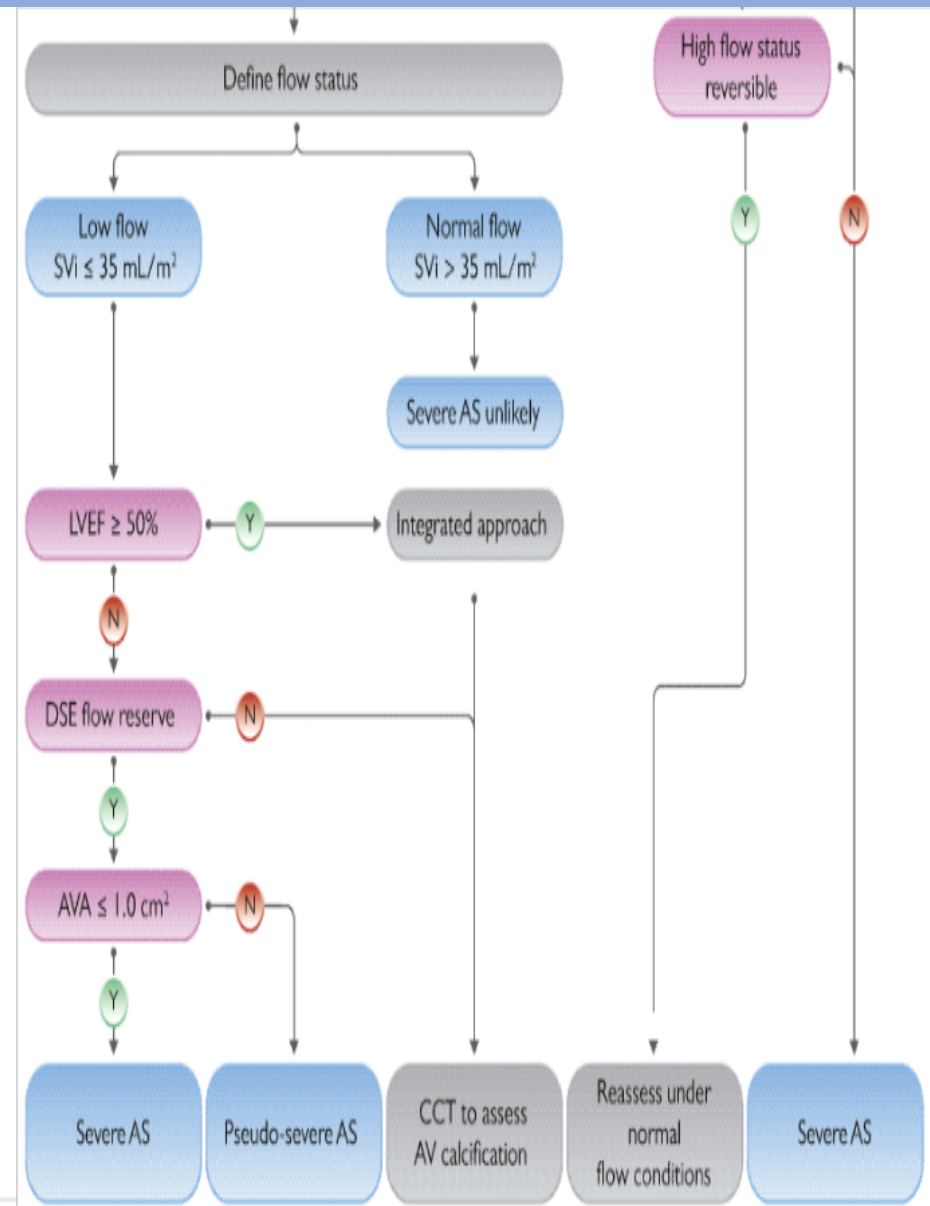 Define flow status
High flow status
reversible
Low flow
SVi ≤ 35 mL/m²
Normal flow
SVi > 35 mL/m²
Y
N
Severe AS unlikely
LVEF ≥ 50%
Y
Integrated approach
N
DSE flow reserve
N
Y
AVA ≤ 1.0 cm²
N
Y
Severe AS
Pseudo-severe AS
CCT to assess
AV calcification
Reassess under
normal
flow conditions
Severe AS